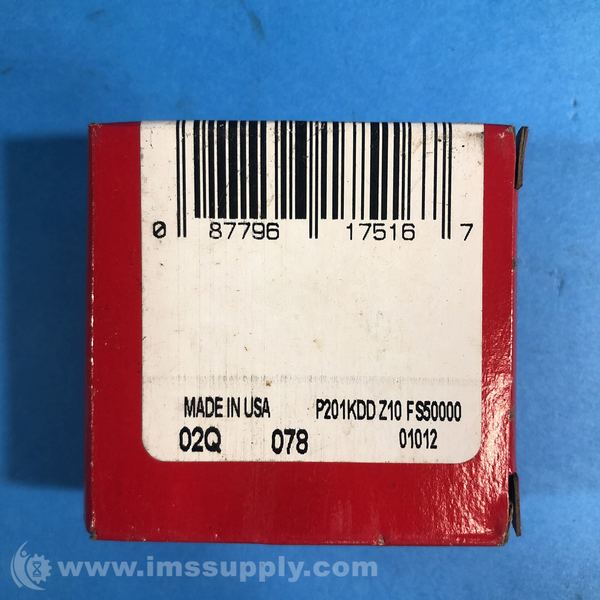 0 87796 17516 7
MADE IN USA P201KDD Z10 FS50000
02Q 078 01012
www.imssupply.com